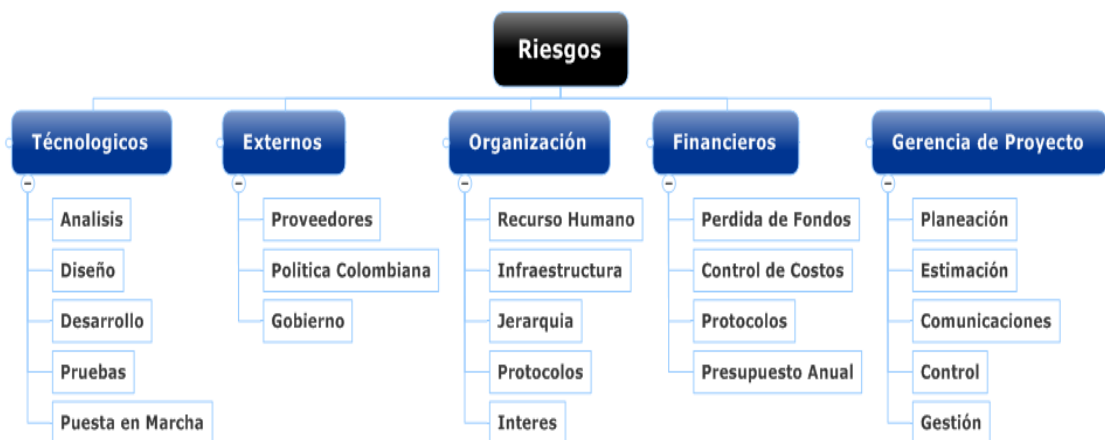 Riesgos
Técnologicos
Externos
Organización
Financieros
Gerencia de Proyecto
Analisis
Diseño
Desarrollo
Pruebas
Puesta en Marcha
Proveedores
Politica Colombiana
Gobierno
Recurso Humano
Infraestructura
Jerarquia
Protocolos
Interes
Perdida de Fondos
Control de Costos
Protocolos
Presupuesto Anual
Planeación
Estimación
Comunicaciones
Control
Gestión